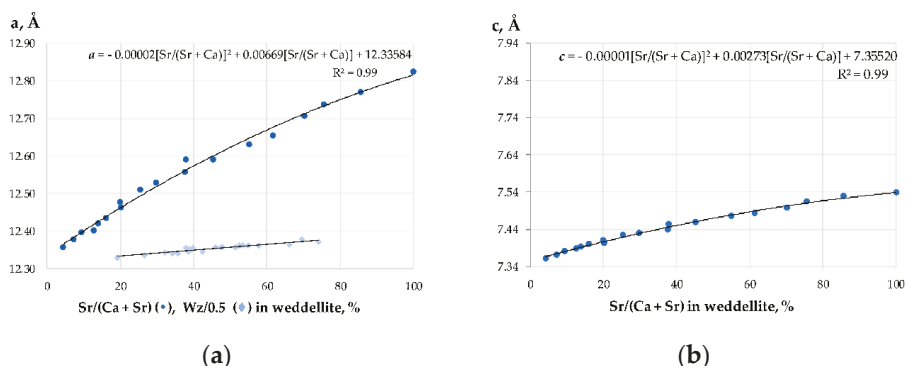 a, Å
12.90
12.80
12.70
12.60
12.50
12.40
12.30
a = - 0.00002[Sr/(Sr + Ca)]² + 0.00669[Sr/(Sr + Ca)] + 12.33584
R² = 0.99
0 20 40 60 80 100
Sr/(Ca + Sr) (•), Wz/0.5 (◆) in weddellite, %
(a)
c, Å
7.94
7.84
7.74
7.64
7.54
7.44
7.34
c = - 0.00001[Sr/(Sr + Ca)]² + 0.00273[Sr/(Sr + Ca)] + 7.35520
R² = 0.99
0 20 40 60 80 100
Sr/(Ca + Sr) in weddellite, %
(b)